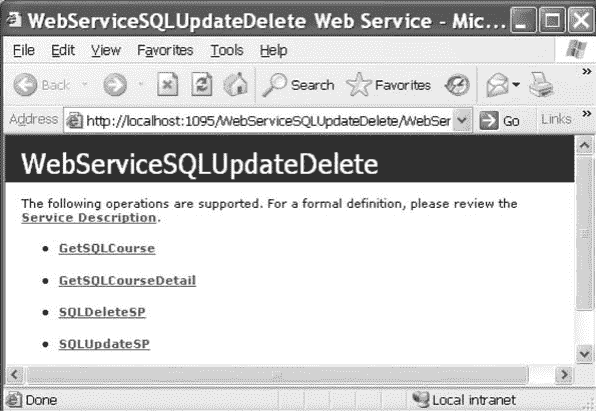 WebServiceSQLUpdateDelete Web Service - Mic...
File Edit View Favorites Tools Help
Back Search Favorites
Address http://localhost:1095/WebServiceSQLUpdateDelete/WebSer Go Links
WebServiceSQLUpdateDelete
The following operations are supported. For a formal definition, please review the
Service Description.
GetSQLCourse
GetSQLCourseDetail
SQLDeleteSP
SQLUpdateSP
Done Local intranet